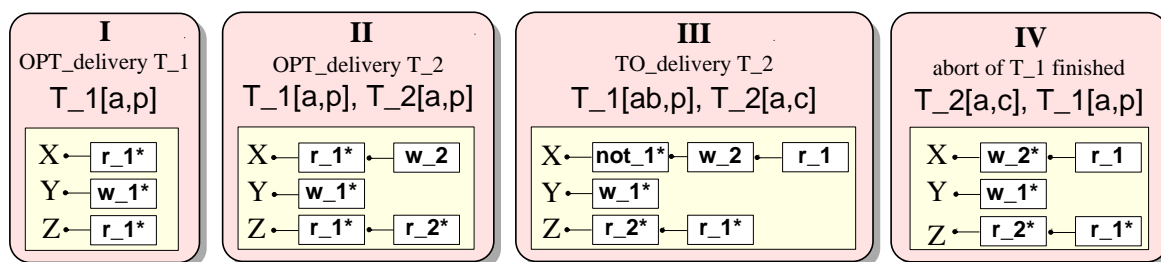 I
OPT_delivery T_1
T_1[a,p]
X r_1*
Y w_1*
Z r_1*
II
OPT_delivery T_2
T_1[a,p], T_2[a,p]
X r_1* w_2
Y w_1*
Z r_1* r_2*
III
TO_delivery T_2
T_1[ab,p], T_2[a,c]
X not_1* w_2 r_1
Y w_1*
Z r_2* r_1*
IV
abort of T_1 finished
T_2[a,c], T_1[a,p]
X w_2* r_1
Y w_1*
Z r_2* r_1*